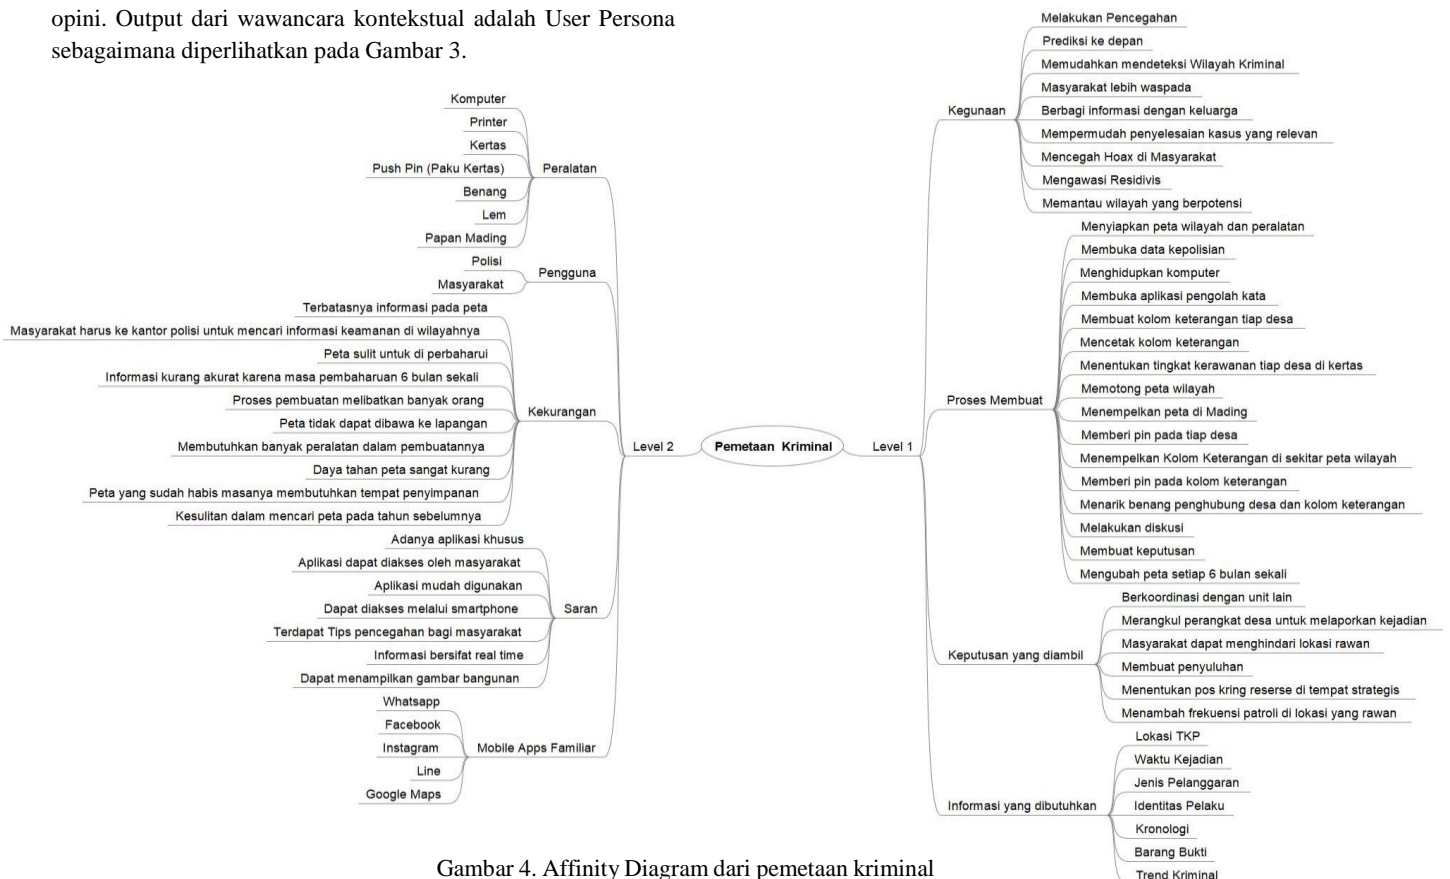 opini. Output dari wawancara kontekstual adalah User Persona
sebagaimana diperlihatkan pada Gambar 3.
Komputer
Printer
Kertas
Push Pin (Paku Kertas)
Benang
Lem
Papan Mading
Peralatan
Polisi
Masyarakat
Pengguna
Terbatasnya informasi pada peta
Masyarakat harus ke kantor polisi untuk mencari informasi keamanan di wilayahnya
Peta sulit untuk di perbaharui
Informasi kurang akurat karena masa pembaharuan 6 bulan sekali
Proses pembuatan melibatkan banyak orang
Peta tidak dapat dibawa ke lapangan
Membutuhkan banyak peralatan dalam pembuatannya
Daya tahan peta sangat kurang
Peta yang sudah habis masanya membutuhkan tempat penyimpanan
Kesulitan dalam mencari peta pada tahun sebelumnya
Kekurangan
Adanya aplikasi khusus
Aplikasi dapat diakses oleh masyarakat
Aplikasi mudah digunakan
Dapat diakses melalui smartphone
Terdapat Tips pencegahan bagi masyarakat
Informasi bersifat real time
Dapat menampilkan gambar bangunan
Saran
Whatsapp
Facebook
Instagram
Line
Google Maps
Mobile Apps Familiar
Level 2
Pemetaan Kriminal
Level 1
Kegunaan
Melakukan Pencegahan
Prediksi ke depan
Memudahkan mendeteksi Wilayah Kriminal
Masyarakat lebih waspada
Berbagi informasi dengan keluarga
Mempermudah penyelesaian kasus yang relevan
Mencegah Hoax di Masyarakat
Mengawasi Residivis
Memantau wilayah yang berpotensi
Proses Membuat
Menyiapkan peta wilayah dan peralatan
Membuka data kepolisian
Menghidupkan komputer
Membuka aplikasi pengolah kata
Membuat kolom keterangan tiap desa
Mencetak kolom keterangan
Menentukan tingkat kerawanan tiap desa di kertas
Memotong peta wilayah
Menempelkan peta di Mading
Memberi pin pada tiap desa
Menempelkan Kolom Keterangan di sekitar peta wilayah
Memberi pin pada kolom keterangan
Menarik benang penghubung desa dan kolom keterangan
Melakukan diskusi
Membuat keputusan
Mengubah peta setiap 6 bulan sekali
Keputusan yang diambil
Berkoordinasi dengan unit lain
Merangkul perangkat desa untuk melaporkan kejadian
Masyarakat dapat menghindari lokasi rawan
Membuat penyuluhan
Menentukan pos kring reserse di tempat strategis
Menambah frekuensi patroli di lokasi yang rawan
Informasi yang dibutuhkan
Lokasi TKP
Waktu Kejadian
Jenis Pelanggaran
Identitas Pelaku
Kronologi
Barang Bukti
Trend Kriminal
Gambar 4. Affinity Diagram dari pemetaan kriminal